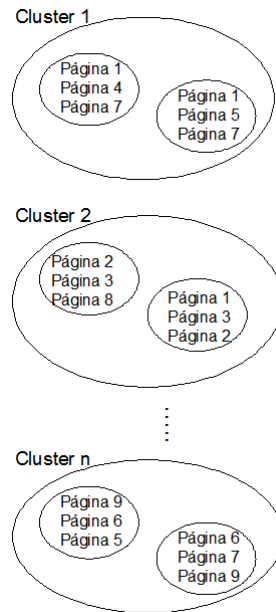 Cluster 1
Página 1
Página 4
Página 7
Página 1
Página 5
Página 7
Cluster 2
Página 2
Página 3
Página 8
Página 1
Página 3
Página 2
Cluster n
Página 9
Página 6
Página 5
Página 6
Página 7
Página 9